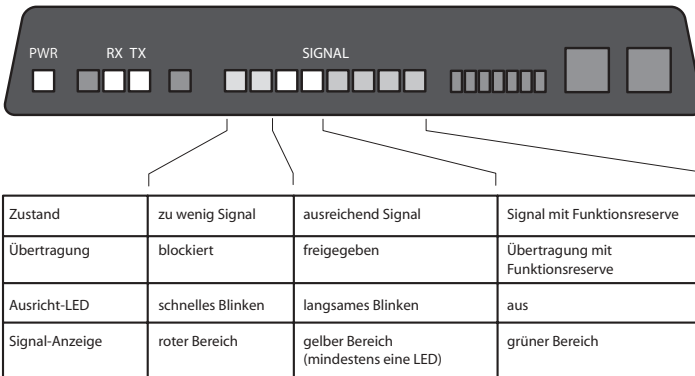 PWR RX TX SIGNAL
Zustand zu wenig Signal ausreichend Signal Signal mit Funktionsreserve
Übertragung blockiert freigegeben Übertragung mit
Funktionsreserve
Ausricht-LED schnelles Blinken langsames Blinken aus
Signal-Anzeige roter Bereich gelber Bereich grüner Bereich
(mindestens eine LED)